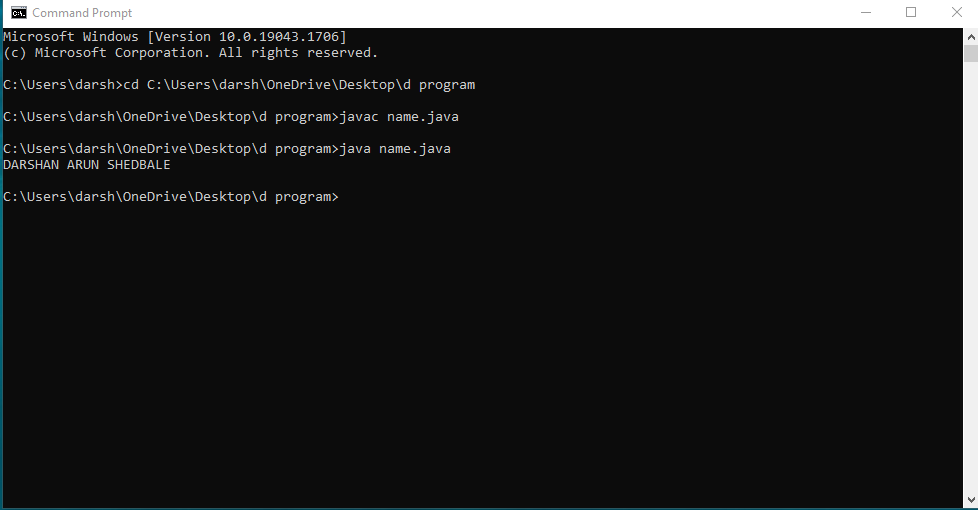 Command Prompt
Microsoft Windows [Version 10.0.19043.1706]
(c) Microsoft Corporation. All rights reserved.
C:\Users\darsh>cd C:\Users\darsh\OneDrive\Desktop\d program
C:\Users\darsh\OneDrive\Desktop\d program>javac name.java
C:\Users\darsh\OneDrive\Desktop\d program>java name.java
DARSHAN ARUN SHEDBALE
C:\Users\darsh\OneDrive\Desktop\d program>